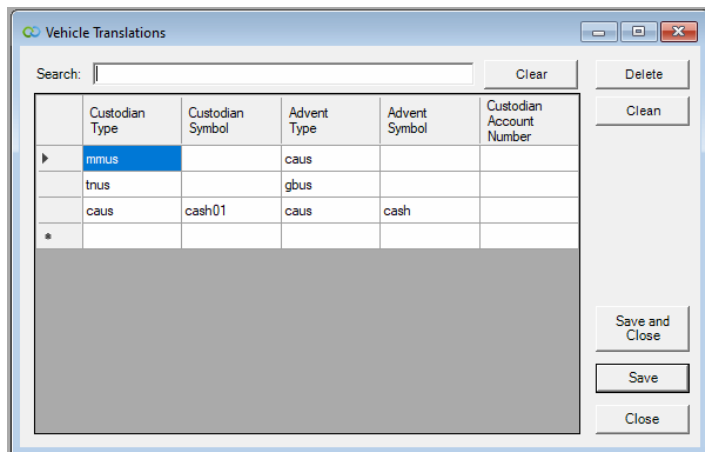 Vehicle Translations
Search: Clear Delete
Clean
Custodian Type Custodian Symbol Advent Type Advent Symbol Custodian Account Number
mmus caus
tnus gbus
caus cash01 caus cash
Save and Close
Save
Close